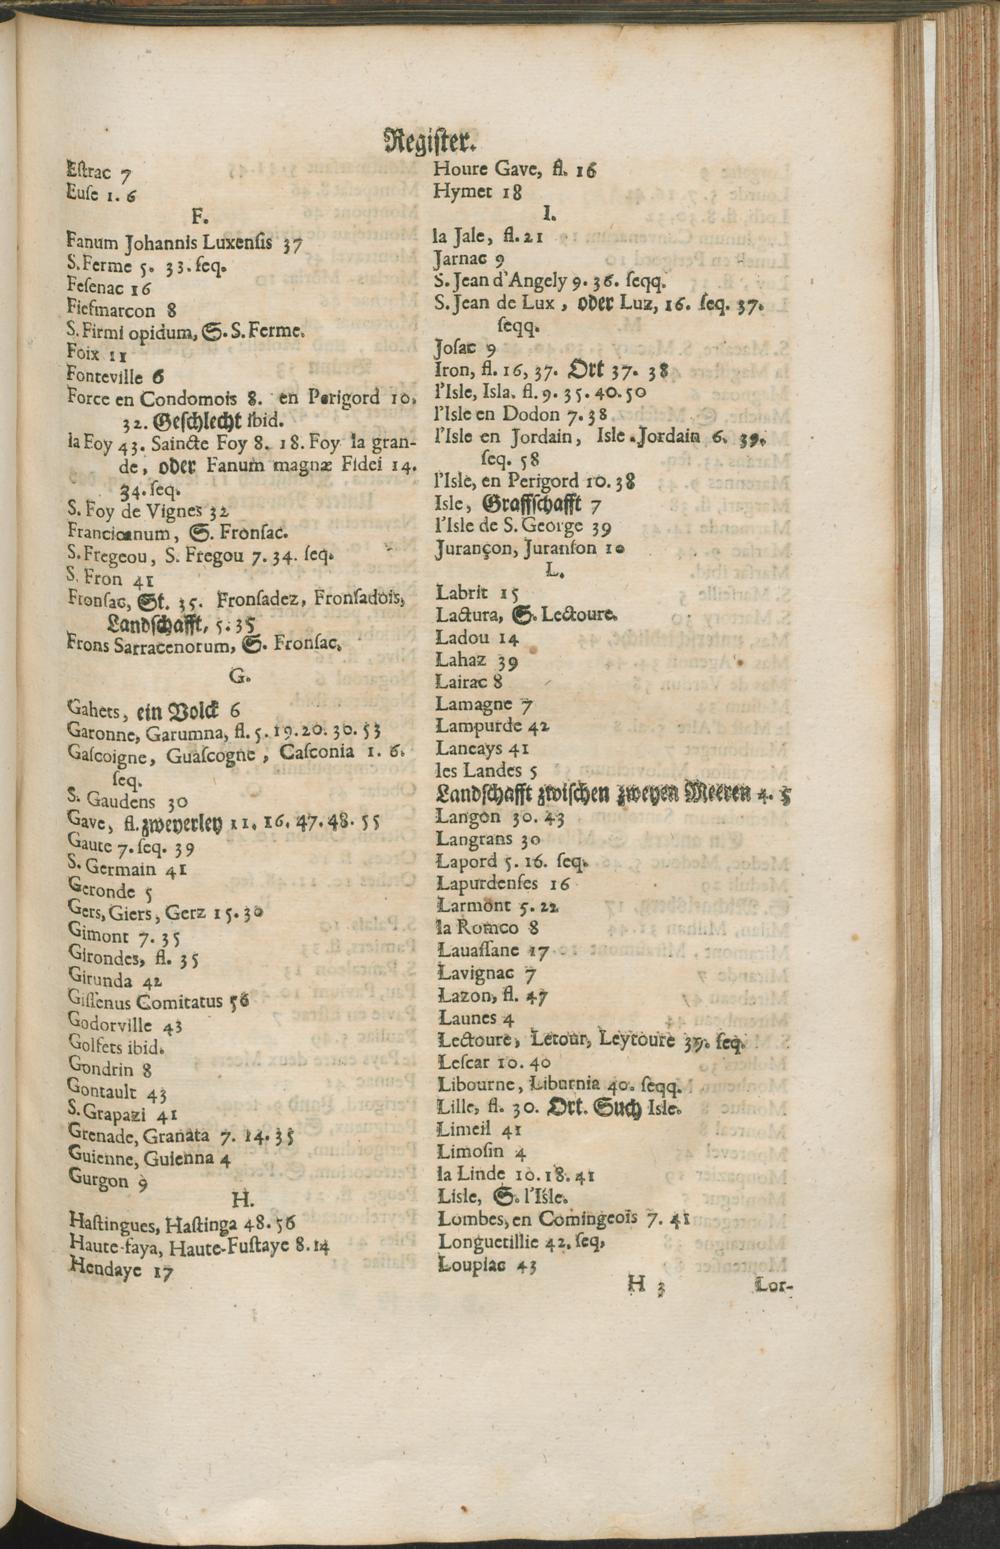 Register.
Estrac 7
Euse 1. 6
F.
Fanum Johannis Luxensis 37
S. Ferme 5. 33. seq.
Fesenac 16
Fiefmarcon 8
S. Firmi opidum, S. S. Ferme.
Foix 11
Fonteville 6
Force en Condomois 8. en Perigord 10.
32. Geschlecht ibid.
la Foy 43. Saincte Foy 8. 18. Foy la gran-
de, oder Fanum magnæ Fidei 14.
34. seq.
S. Foy de Vignes 32
Francicanum, S. Fronsac.
S. Fregeou, S. Fregou 7. 34. seq.
S. Fron 41
Fronsac, St. 35. Fronsadez, Fronsadois,
Landschafft, 5. 35
Frons Sarracenorum, S. Fronsac.
G.
Gahets, ein Volck 6
Garonne, Garumna, fl. 5. 19. 20. 30. 53
Gascoigne, Guascogne, Casconia 1. 6.
seq.
S. Gaudens 30
Gave, fl. zweyerley 11. 16. 47. 48. 55
Gaute 7. seq. 39
S. Germain 41
Geronde 5
Gers, Giers, Gerz 15. 30
Gimont 7. 35
Girondes, fl. 35
Girunda 42
Gissenus Comitatus 56
Godorville 43
Golfets ibid.
Gondrin 8
Gontault 43
S. Grapazi 41
Grenade, Granata 7. 14. 35
Guienne, Guienna 4
Gurgon 9
H.
Hastingues, Hastinga 48. 56
Haute-faya, Haute-Fustaye 8. 14
Hendaye 17
Houre Gave, fl. 16
Hymet 18
I.
la Jale, fl. 21
Jarnac 9
S. Jean d'Angely 9. 36. seqq.
S. Jean de Lux, oder Luz, 16. seq. 37.
seqq.
Josac 9
Iron, fl. 16, 37. Ort 37. 38
l'Isle, Isla, fl. 9. 35. 40. 50
l'Isle en Dodon 7. 38
l'Isle en Jordain, Isle Jordain 6. 39.
seq. 58
l'Isle, en Perigord 10. 38
Isle, Graffschafft 7
l'Isle de S. George 39
Jurançon, Juranson 10
L.
Labrit 15
Lactura, S. Lectoure.
Ladou 14
Lahaz 39
Lairac 8
Lamagne 7
Lampurde 42
Lancays 41
les Landes 5
Landschafft zwischen zweyen Meeren 4. 5
Langon 30. 43
Langrans 30
Lapord 5. 16. seq.
Lapurdenses 16
Larmont 5. 22
la Romco 8
Lauassane 17
Lavignac 7
Lazon, fl. 47
Launes 4
Lectoure, Letour, Leytoure 39. seq.
Lescar 10. 40
Libourne, Liburnia 40. seqq.
Lille, fl. 30. Ort. Such Isle.
Limeil 41
Limosin 4
la Linde 10. 18. 41
Lisle, S. l'Isle.
Lombes, en Comingeois 7. 41
Longuetillie 42. seq.
Loupiac 43
H 3 Lor-